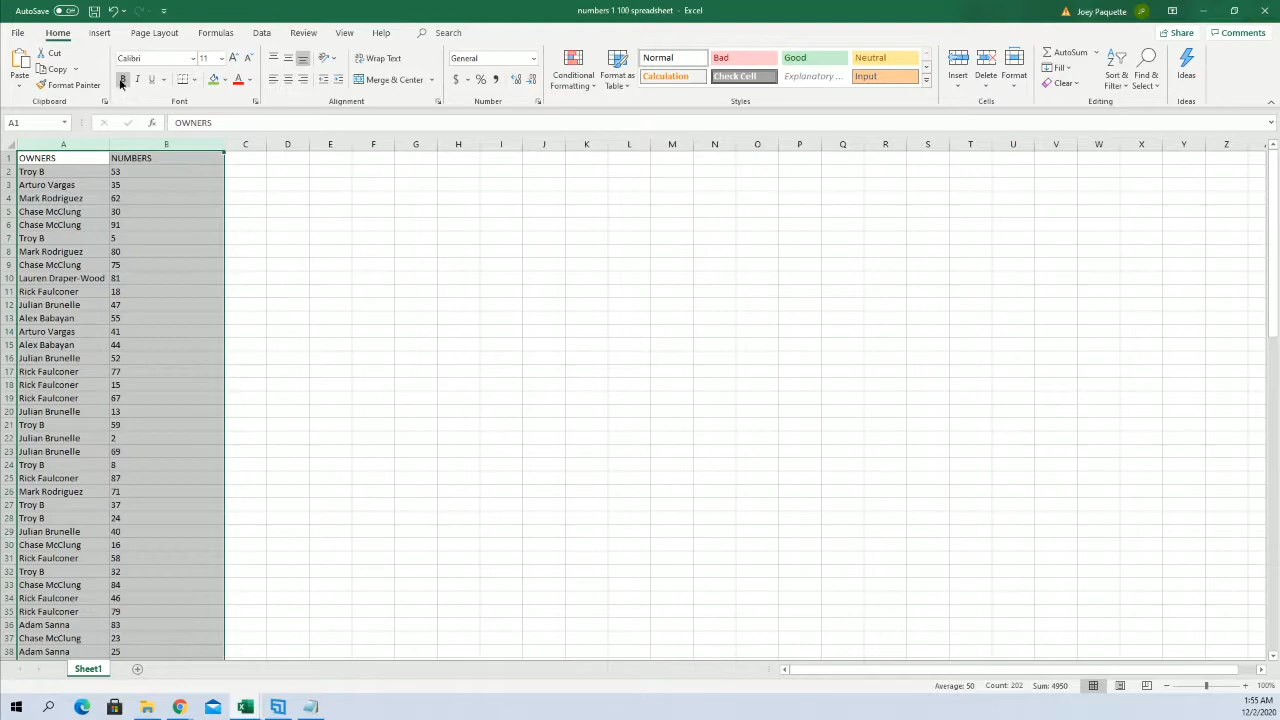 AutoSave Off numbers 1 100 spreadsheet - Excel Joey Paquette JP
File Home Insert Page Layout Formulas Data Review View Help Search Share Comments
Paste Cut Copy Format Painter Clipboard
Calibri 11 B I U Font
Wrap Text Merge & Center Alignment
General $ % Number
Conditional Formatting Format as Table
Normal Bad Good Neutral
Calculation Check Cell Explanatory ... Input
Styles
Insert Delete Format Cells
AutoSum Fill Clear Sort & Filter Find & Select Editing
Ideas Ideas
A1 fx OWNERS
A B C D E F G H I J K L M N O P Q R S T U V W X Y Z
1 OWNERS NUMBERS
2 Troy B 53
3 Arturo Vargas 35
4 Mark Rodriguez 62
5 Chase McClung 30
6 Chase McClung 91
7 Troy B 5
8 Mark Rodriguez 80
9 Chase McClung 75
10 Lauren Draper-Wood 81
11 Rick Faulconer 18
12 Julian Brunelle 47
13 Alex Babayan 55
14 Arturo Vargas 41
15 Alex Babayan 44
16 Julian Brunelle 52
17 Rick Faulconer 77
18 Rick Faulconer 15
19 Rick Faulconer 67
20 Julian Brunelle 13
21 Troy B 59
22 Julian Brunelle 2
23 Julian Brunelle 69
24 Troy B 8
25 Rick Faulconer 87
26 Mark Rodriguez 71
27 Troy B 37
28 Troy B 24
29 Julian Brunelle 40
30 Chase McClung 16
31 Rick Faulconer 58
32 Troy B 32
33 Chase McClung 84
34 Rick Faulconer 46
35 Rick Faulconer 79
36 Adam Sanna 83
37 Chase McClung 23
38 Adam Sanna 25
Sheet1
Average: 50 Count: 202 Sum: 4950 100%
1:55 AM
12/2/2020